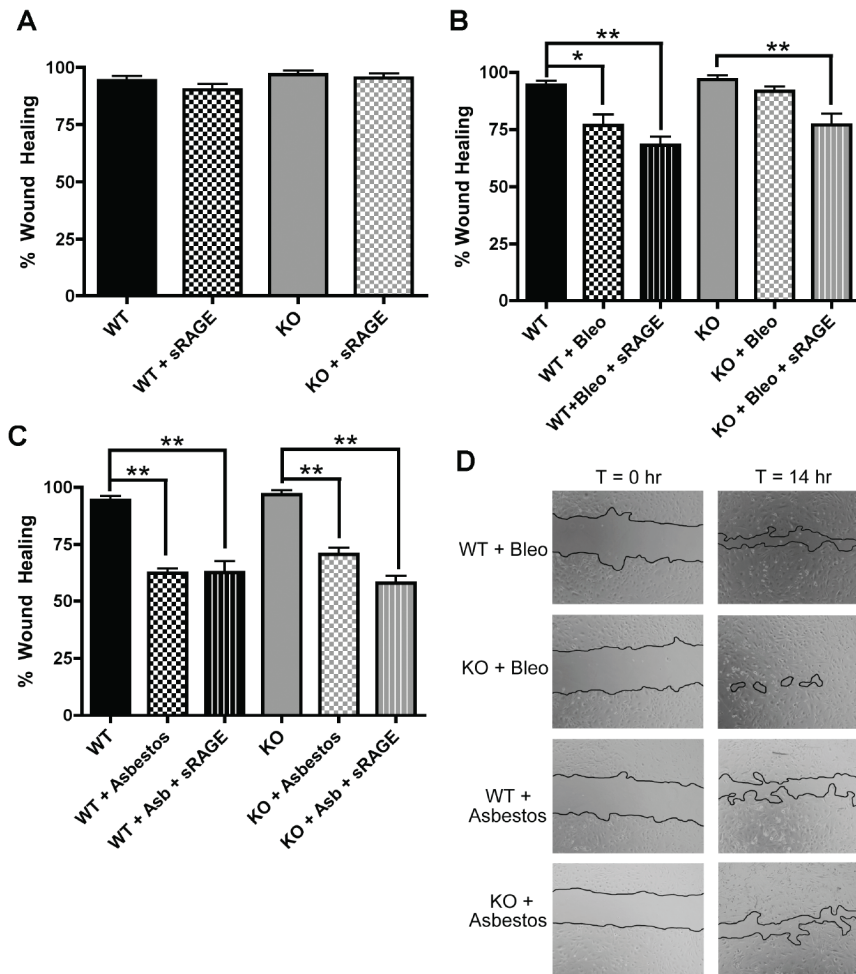 A
% Wound Healing
100
75
50
25
0
WT
WT + sRAGE
KO
KO + sRAGE
B
**
*
**
% Wound Healing
100
75
50
25
0
WT
WT + Bleo
WT+Bleo + sRAGE
KO
KO + Bleo
KO + Bleo + sRAGE
C
**
**
**
**
% Wound Healing
100
75
50
25
0
WT
WT + Asbestos
WT + Asb + sRAGE
KO
KO + Asbestos
KO + Asb + sRAGE
D
T = 0 hr
T = 14 hr
WT + Bleo
KO + Bleo
WT +
Asbestos
KO +
Asbestos